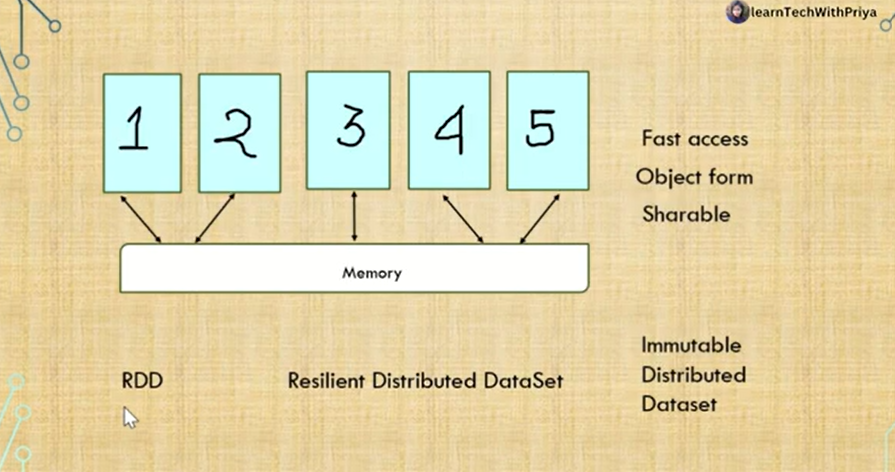 learnTechWithPriya
1 2 3 4 5
Fast access
Object form
Sharable
Memory
RDD
Resilient Distributed DataSet
Immutable
Distributed
Dataset